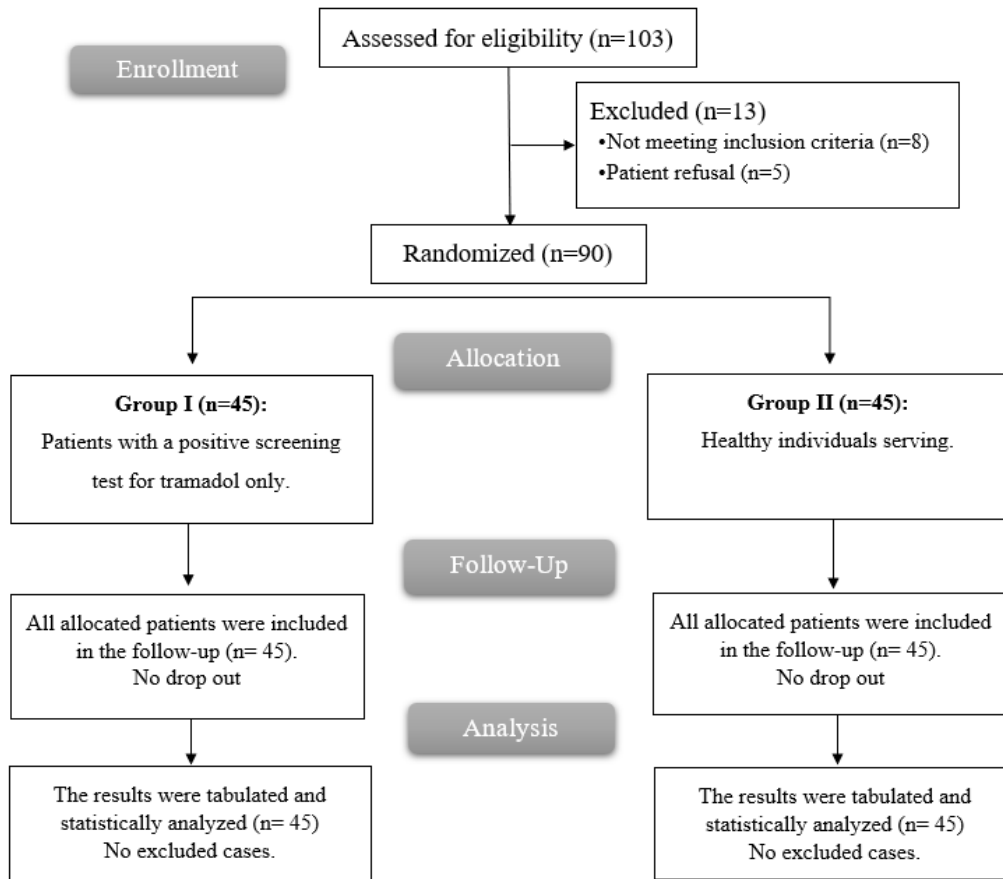 Assessed for eligibility (n=103)
Enrollment
Excluded (n=13)
•Not meeting inclusion criteria (n=8)
•Patient refusal (n=5)
Randomized (n=90)
Allocation
Group I (n=45):
Patients with a positive screening
test for tramadol only.
Group II (n=45):
Healthy individuals serving.
Follow-Up
All allocated patients were included
in the follow-up (n= 45).
No drop out
All allocated patients were included
in the follow-up (n= 45).
No drop out
Analysis
The results were tabulated and
statistically analyzed (n= 45)
No excluded cases.
The results were tabulated and
statistically analyzed (n= 45)
No excluded cases.